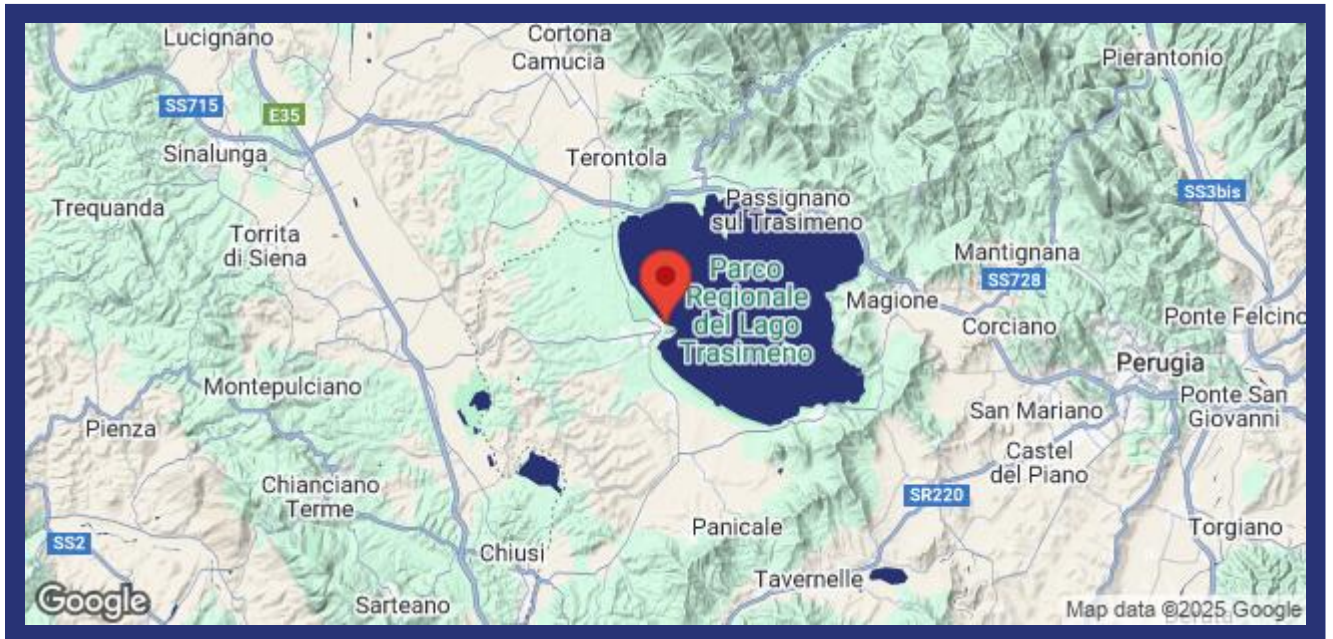 Lucignano
Cortona
Camucia
Pierantonio
SS715
E35
Sinalunga
Terontola
SS3bis
Trequanda
Passignano
sul Trasimeno
Torrita
di Siena
Mantignana
Parco
Regionale
del Lago
Trasimeno
SS728
Magione
Corciano
Ponte Felcino
Perugia
Montepulciano
Ponte San
Giovanni
San Mariano
Pienza
Castel
del Piano
Chianciano
Terme
SR220
Panicale
Torgiano
SS2
Chiusi
Tavernelle
Google
Sarteano
Map data ©2025 Google